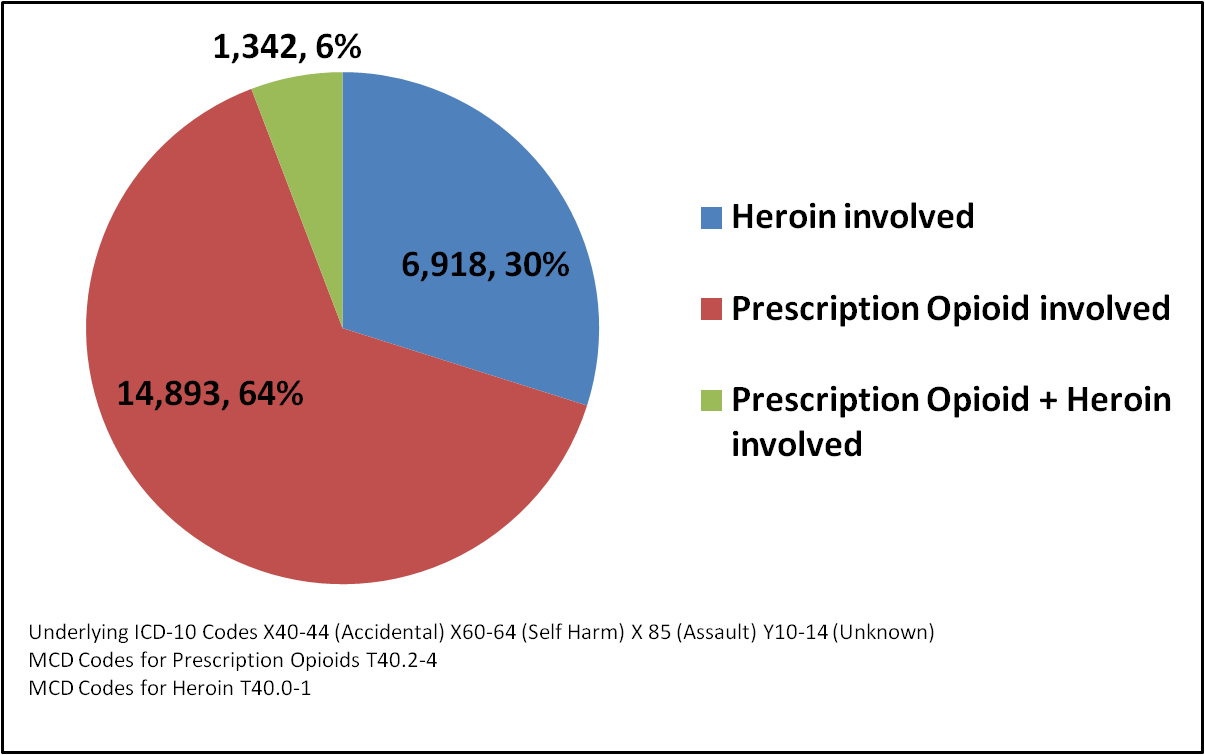 1,342, 6%
6,918, 30%
14,893, 64%
Heroin involved
Prescription Opioid involved
Prescription Opioid + Heroin
involved
Underlying ICD-10 Codes X40-44 (Accidental) X60-64 (Self Harm) X 85 (Assault) Y10-14 (Unknown)
MCD Codes for Prescription Opioids T40.2-4
MCD Codes for Heroin T40.0-1